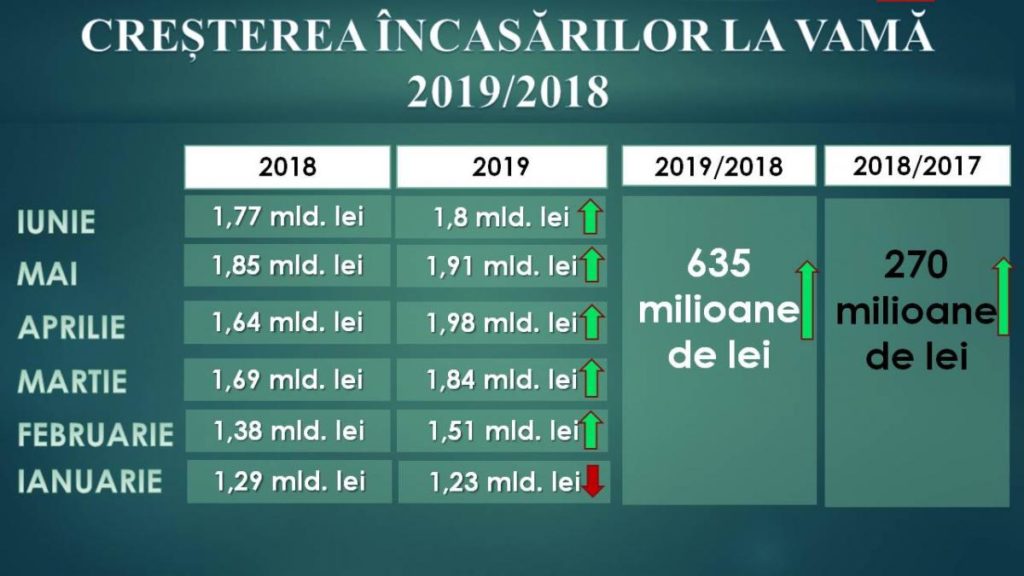 CREȘTEREA ÎNCASĂRILOR LA VAMĂ
2019/2018
2018 2019 2019/2018 2018/2017
IUNIE 1,77 mld. lei 1,8 mld. lei
MAI 1,85 mld. lei 1,91 mld. lei
APRILIE 1,64 mld. lei 1,98 mld. lei
MARTIE 1,69 mld. lei 1,84 mld. lei
FEBRUARIE 1,38 mld. lei 1,51 mld. lei
IANUARIE 1,29 mld. lei 1,23 mld. lei
635
milioane
de lei
270
milioane
de lei